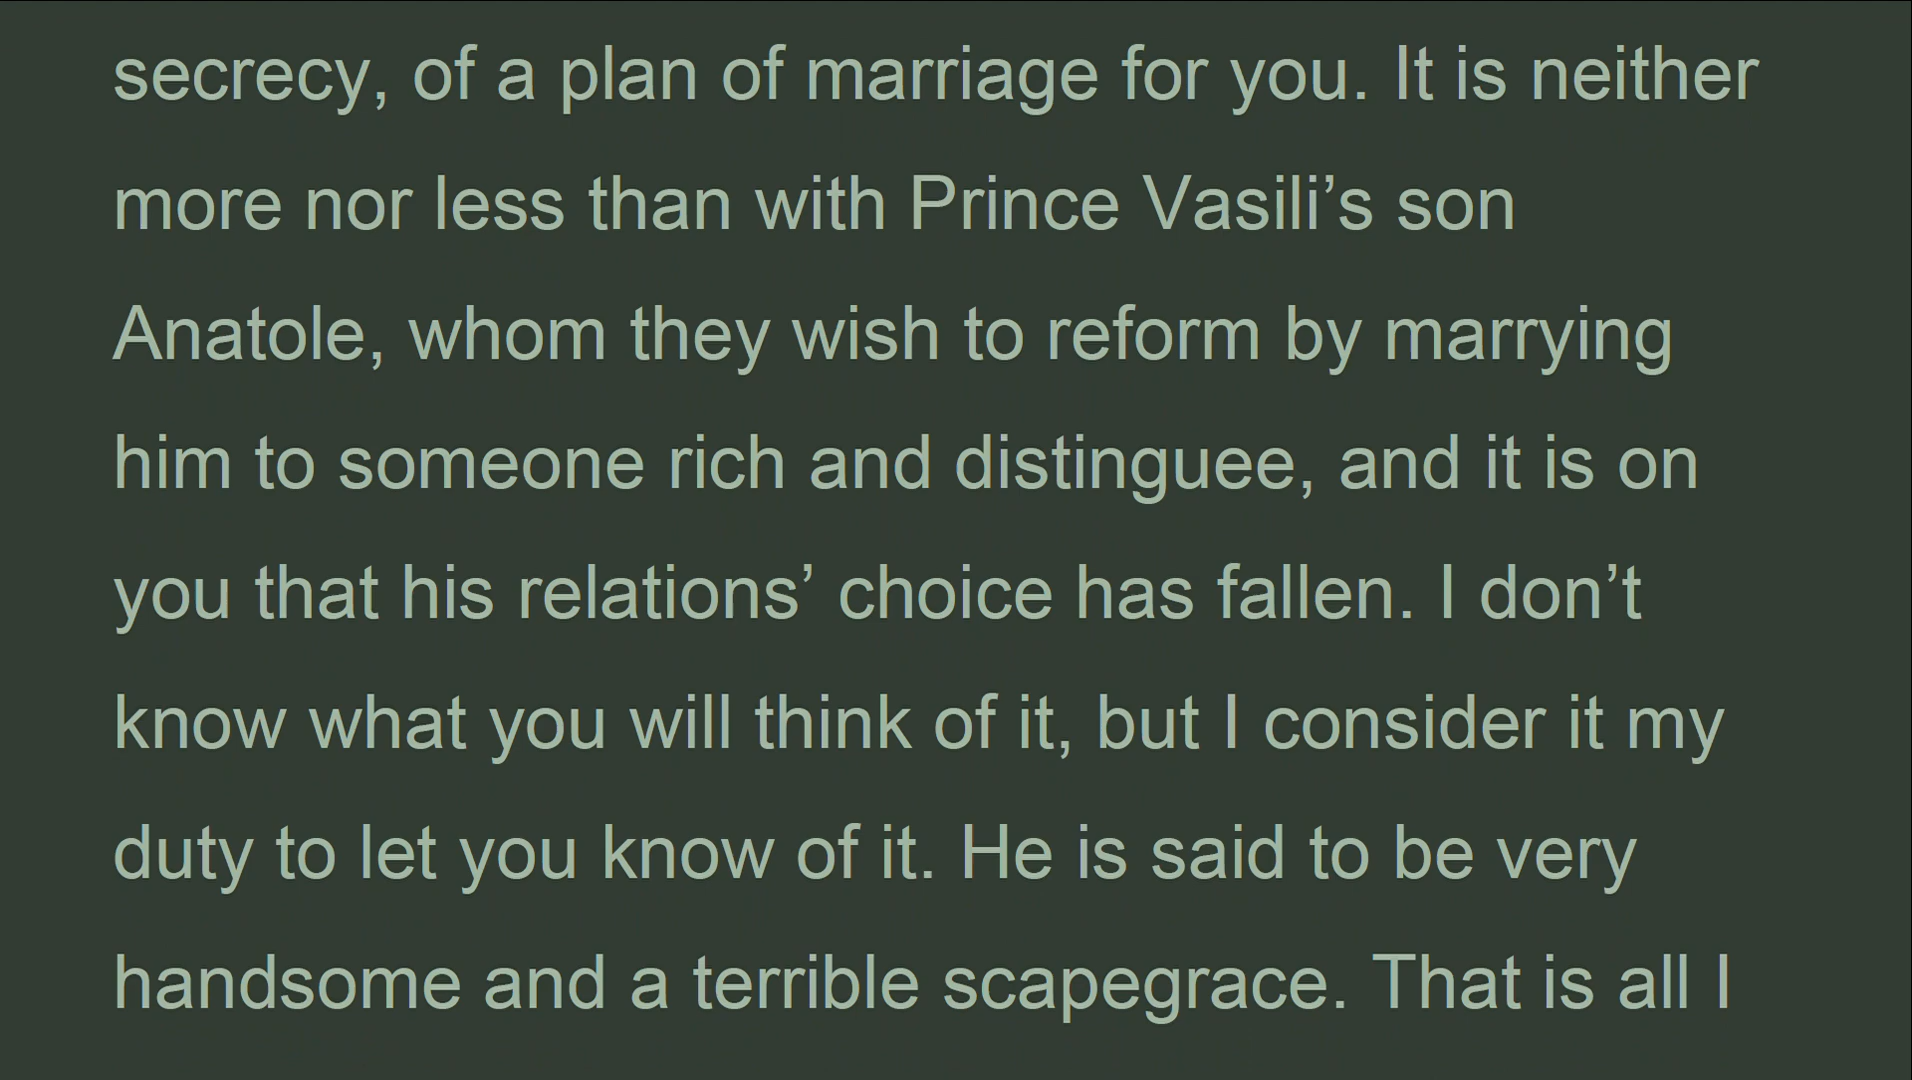 secrecy, of a plan of marriage for you. It is neither
more nor less than with Prince Vasili’s son
Anatole, whom they wish to reform by marrying
him to someone rich and distinguee, and it is on
you that his relations’ choice has fallen. I don’t
know what you will think of it, but I consider it my
duty to let you know of it. He is said to be very
handsome and a terrible scapegrace. That is all I